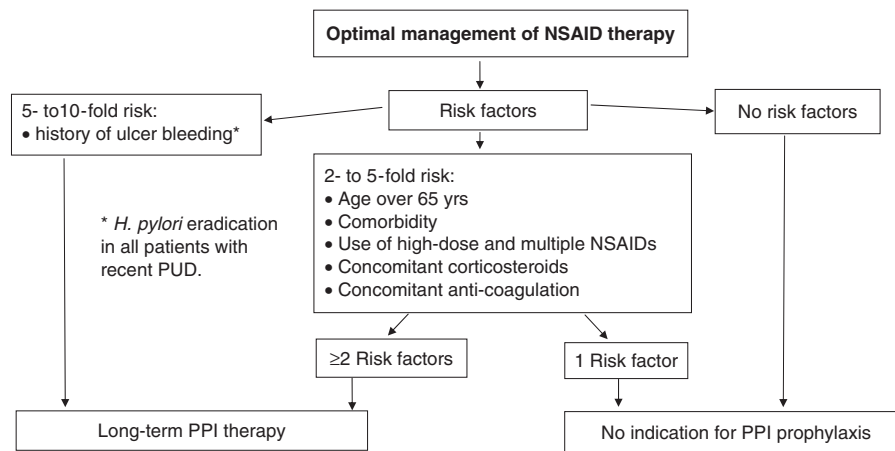 Optimal management of NSAID therapy
5- to10-fold risk:
• history of ulcer bleeding*
Risk factors
No risk factors
2- to 5-fold risk:
• Age over 65 yrs
• Comorbidity
• Use of high-dose and multiple NSAIDs
• Concomitant corticosteroids
• Concomitant anti-coagulation
* H. pylori eradication
in all patients with
recent PUD.
≥2 Risk factors
1 Risk factor
Long-term PPI therapy
No indication for PPI prophylaxis